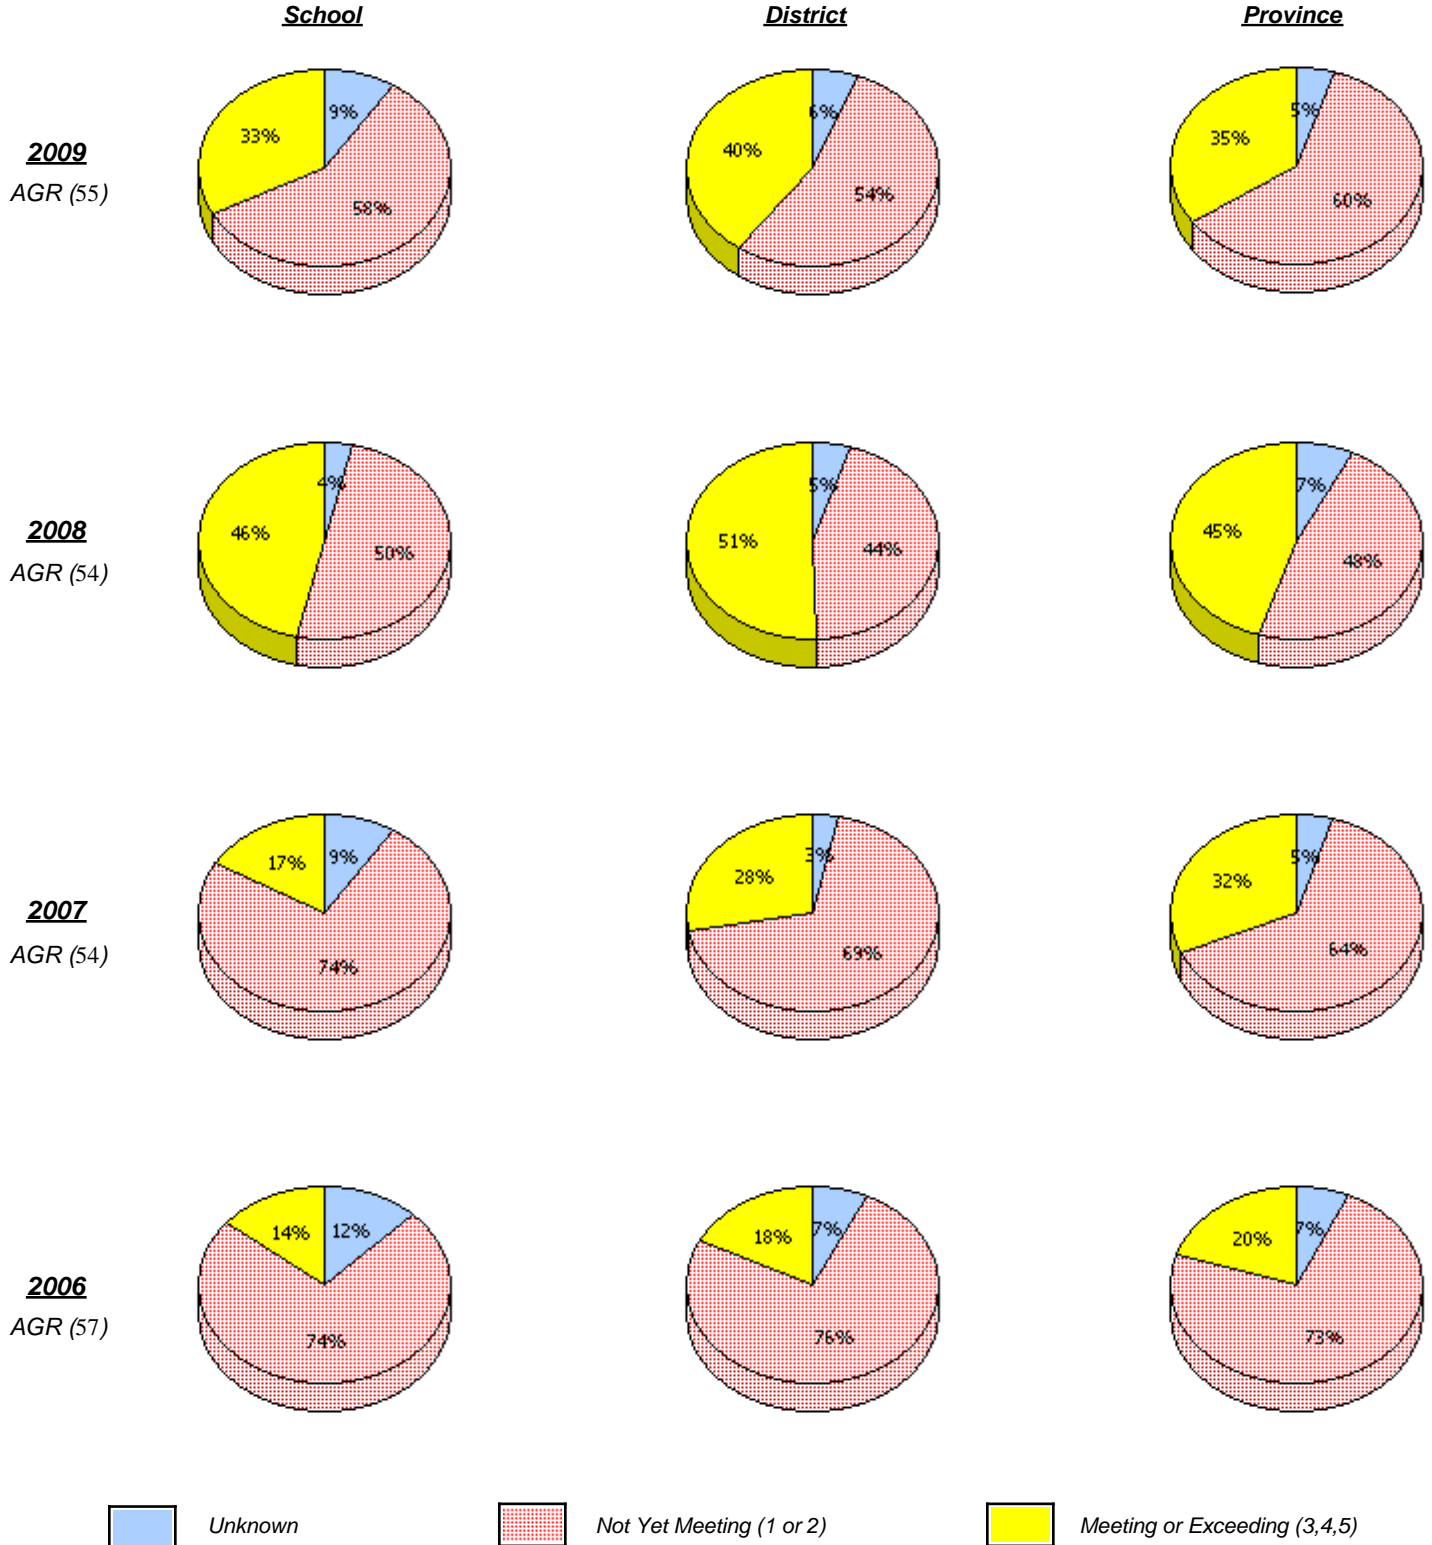 School District Province
9% 6% 5%
33% 40% 35%
2009
AGR (55)
58% 54% 60%
4% 5% 7%
46% 51% 45%
2008
50% 44% 48%
AGR (54)
17% 9% 28% 3% 32% 5%
2007
AGR (54)
74% 69% 64%
14% 12% 18% 7% 20% 7%
2006
AGR (57)
74% 76% 73%
Unknown Not Yet Meeting (1 or 2) Meeting or Exceeding (3,4,5)